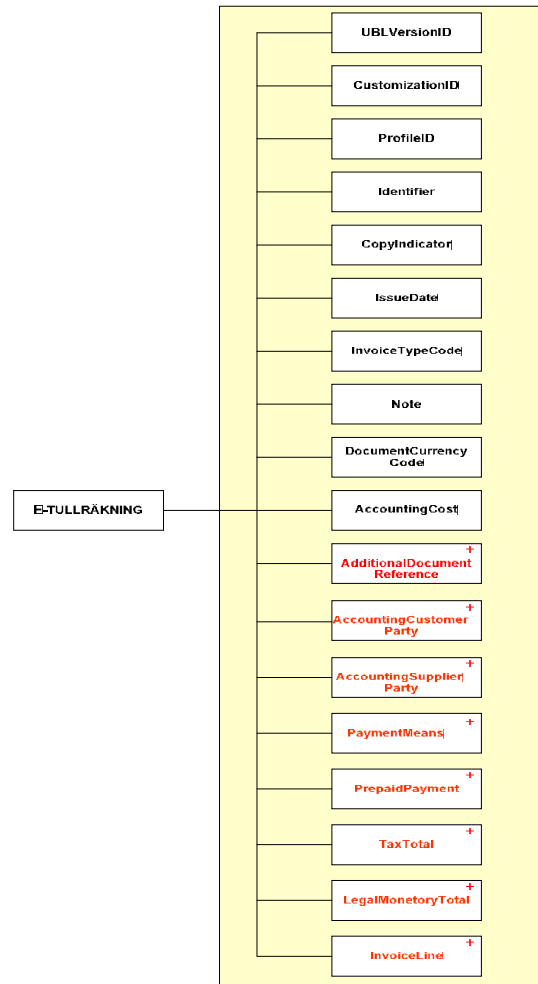 UBLVersionID
CustomizationID
ProfileID
Identifier
CopyIndicator
IssueDate
InvoiceTypeCode
Note
DocumentCurrency
Code
E-TULLRÄKNING
AccountingCost
+
AdditionalDocument
Reference
+
AccountingCustomer
Party
+
AccountingSupplier
Party
+
PaymentMeans
+
PrepaidPayment
+
TaxTotal
+
LegalMonetoryTotal
+
InvoiceLine